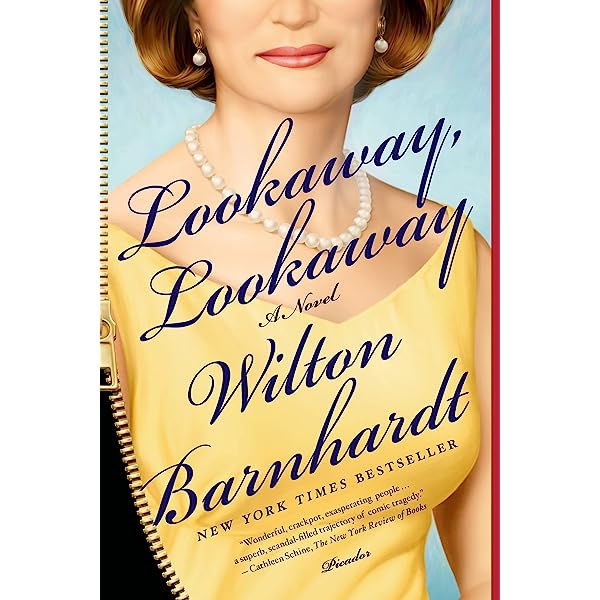 Lookaway,
Lookaway
A Novel
Wilton
Barnhardt
NEW YORK TIMES BESTSELLER
“Wonderful, crackpot, exasperating people . . .
a superb, scandal-filled trajectory of comic tragedy.”
—Cathleen Schine, The New York Review of Books
Picador